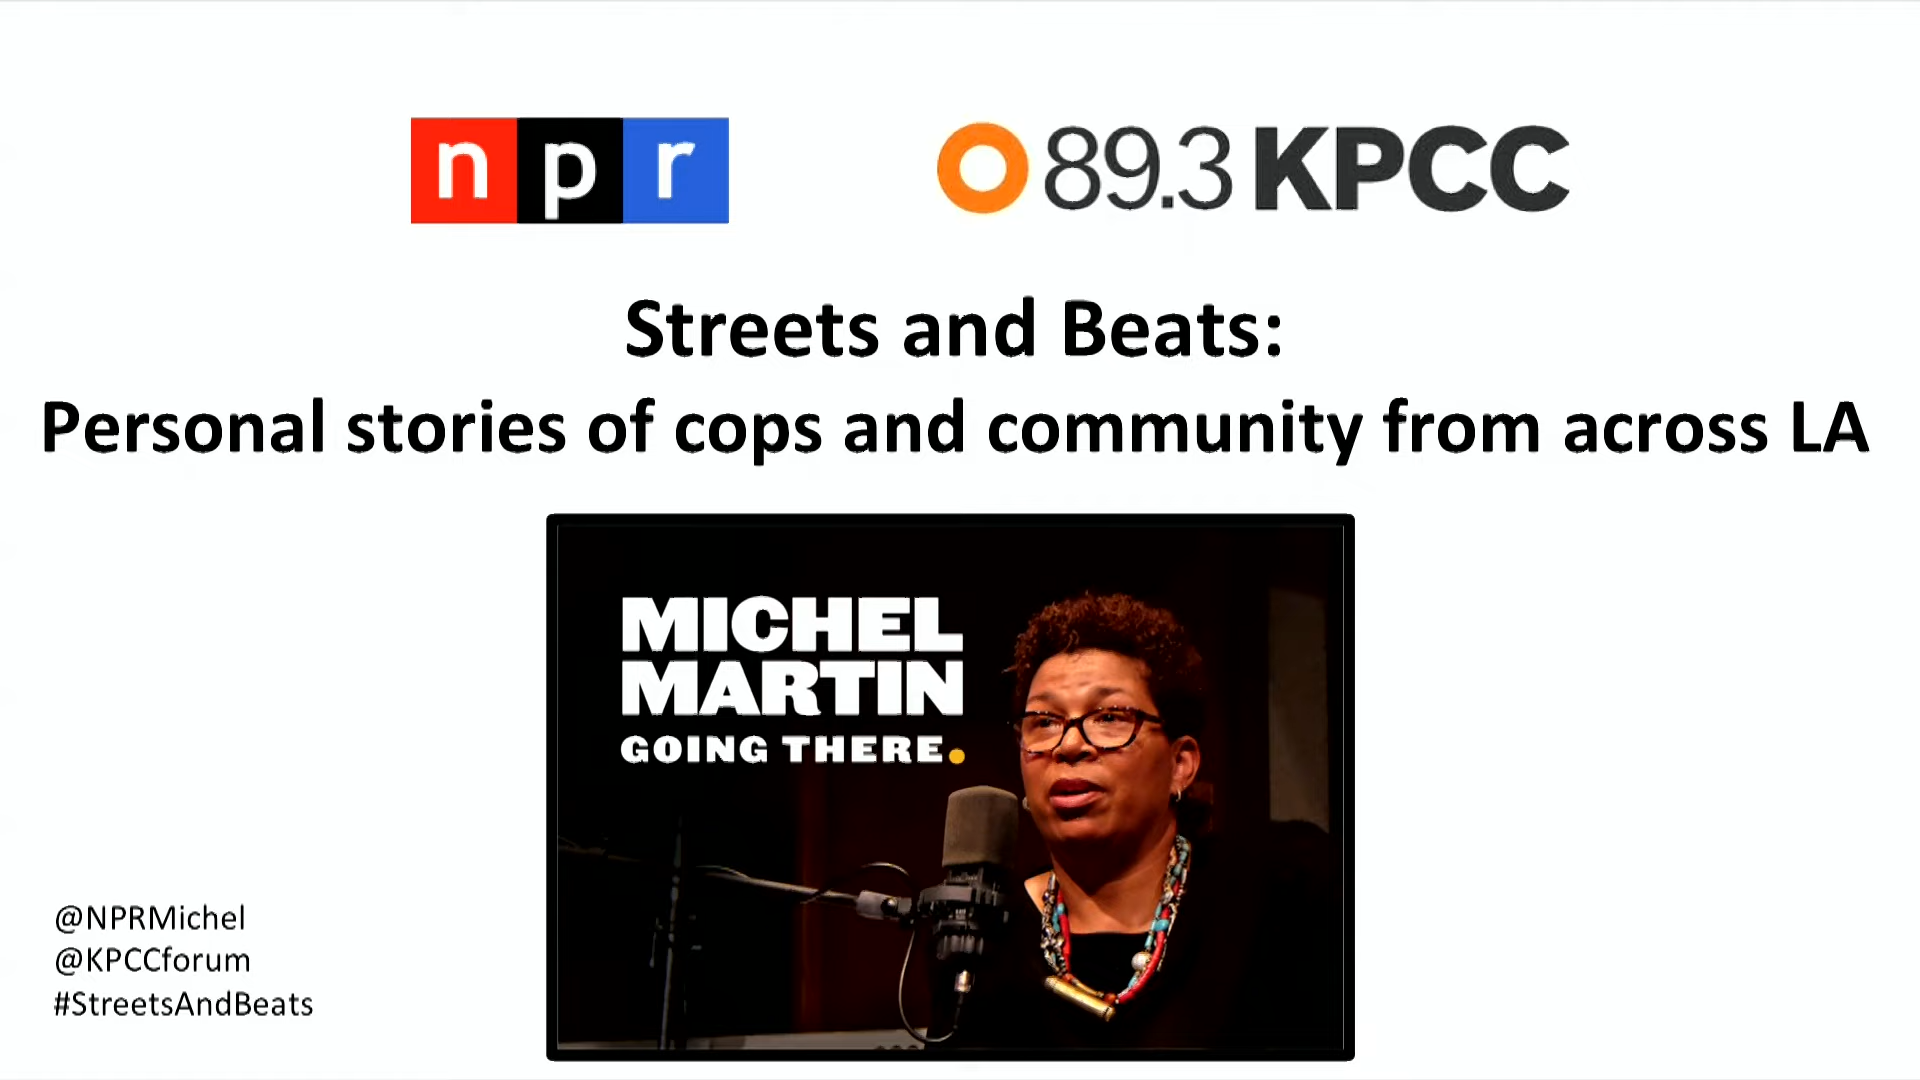 npr
89.3 KPCC
Streets and Beats:
Personal stories of cops and community from across LA
MICHEL
MARTIN
GOING THERE.
@NPRMichel
@KPCCforum
#StreetsAndBeats